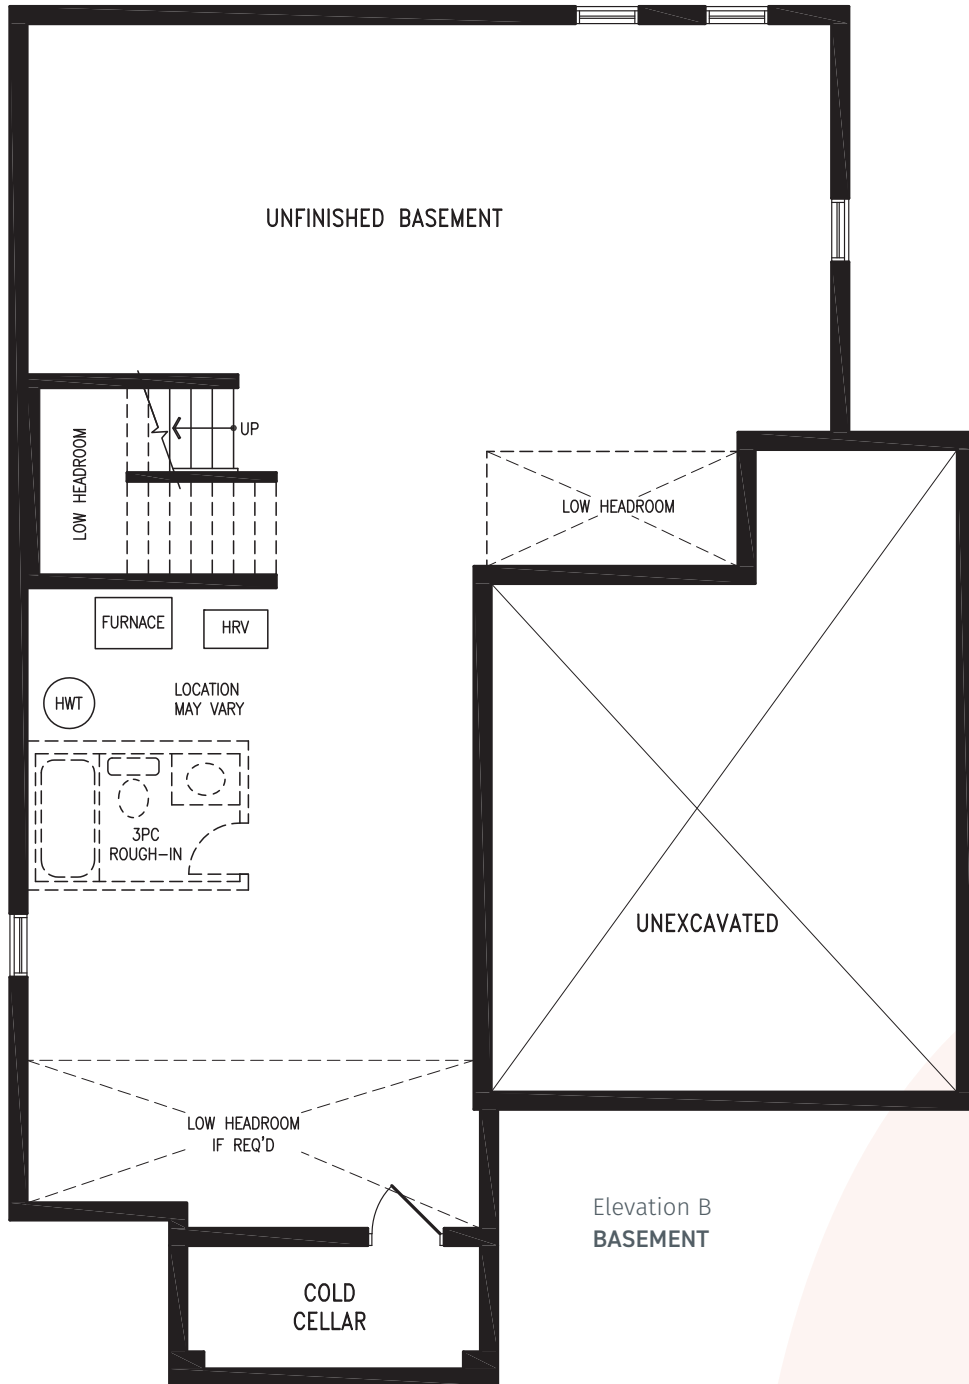 UNFINISHED BASEMENT
UP
LOW HEADROOM
LOW HEADROOM
FURNACE
HRV
HWT
LOCATION
MAY VARY
3PC
ROUGH-IN
UNEXCAVATED
LOW HEADROOM
IF REQ'D
Elevation B
BASEMENT
COLD
CELLAR